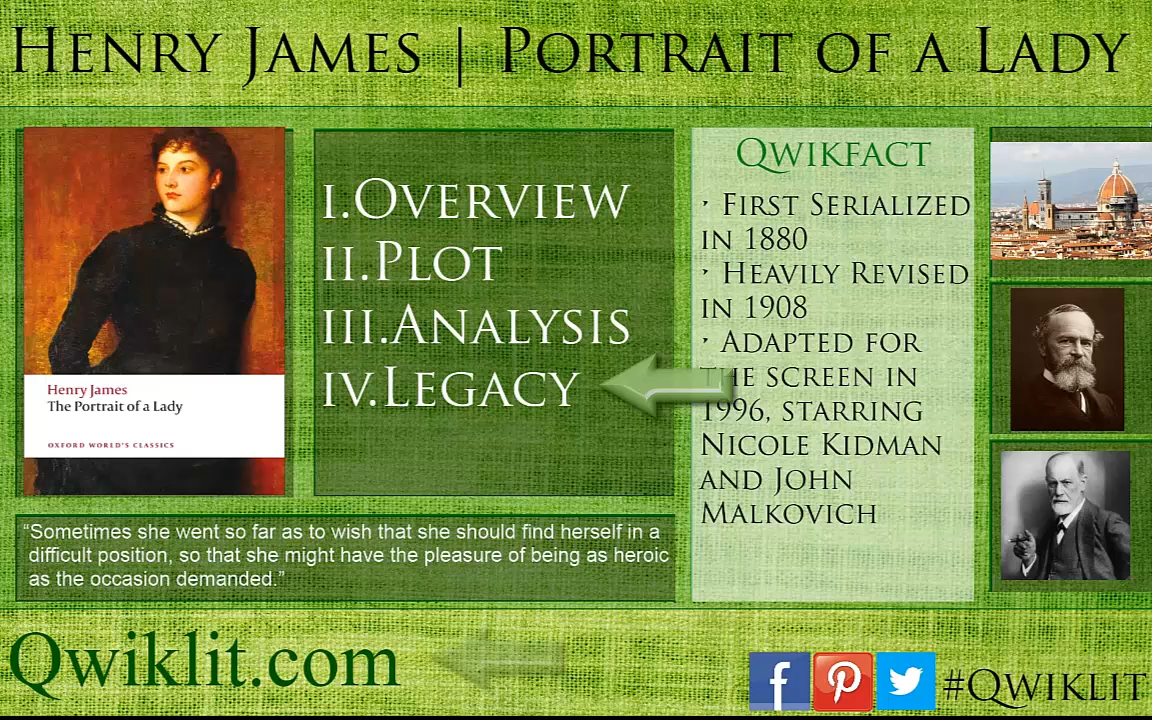 Henry James | Portrait of a Lady
Henry James
The Portrait of a Lady
OXFORD WORLD'S CLASSICS
I.Overview
II.Plot
III.Analysis
IV.Legacy
Qwikfact
· First Serialized
in 1880
· Heavily Revised
in 1908
· Adapted for
the screen in
1996, starring
Nicole Kidman
and John
Malkovich
“Sometimes she went so far as to wish that she should find herself in a
difficult position, so that she might have the pleasure of being as heroic
as the occasion demanded.”
Qwiklit.com
#Qwiklit